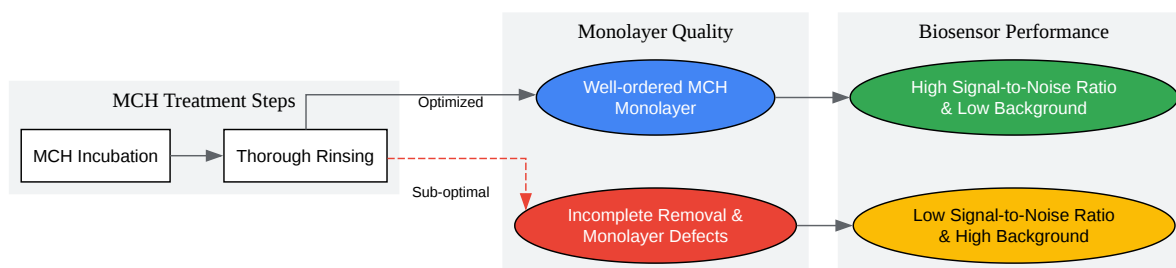 Monolayer Quality
Biosensor Performance
MCH Treatment Steps
MCH Incubation
Thorough Rinsing
Optimized
Sub-optimal
Well-ordered MCH
Monolayer
High Signal-to-Noise Ratio
& Low Background
Incomplete Removal &
Monolayer Defects
Low Signal-to-Noise Ratio
& High Background